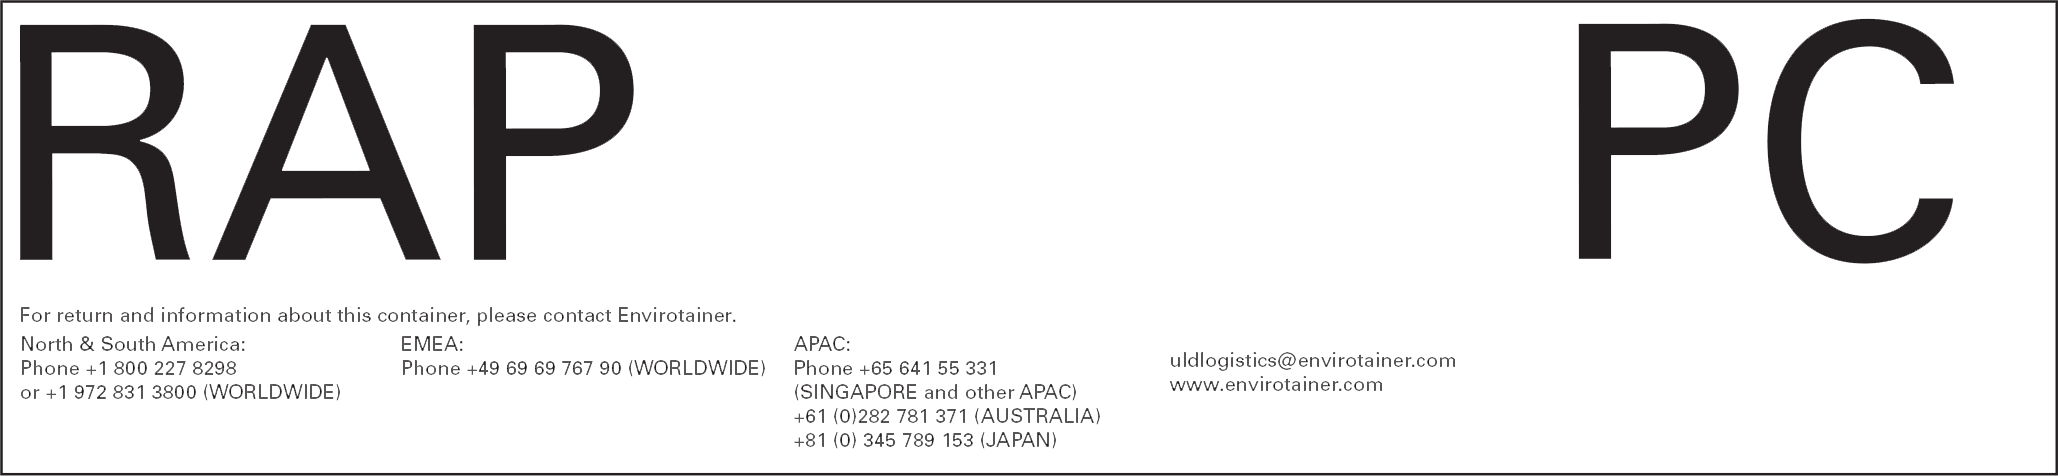 RAP PC
For return and information about this container, please contact Envirotainer.
North & South America:
Phone +1 800 227 8298
or +1 972 831 3800 (WORLDWIDE)
EMEA:
Phone +49 69 69 767 90 (WORLDWIDE)
APAC:
Phone +65 641 55 331
(SINGAPORE and other APAC)
+61 (0)282 781 371 (AUSTRALIA)
+81 (0) 345 789 153 (JAPAN)
uldlogistics@envirotainer.com
www.envirotainer.com